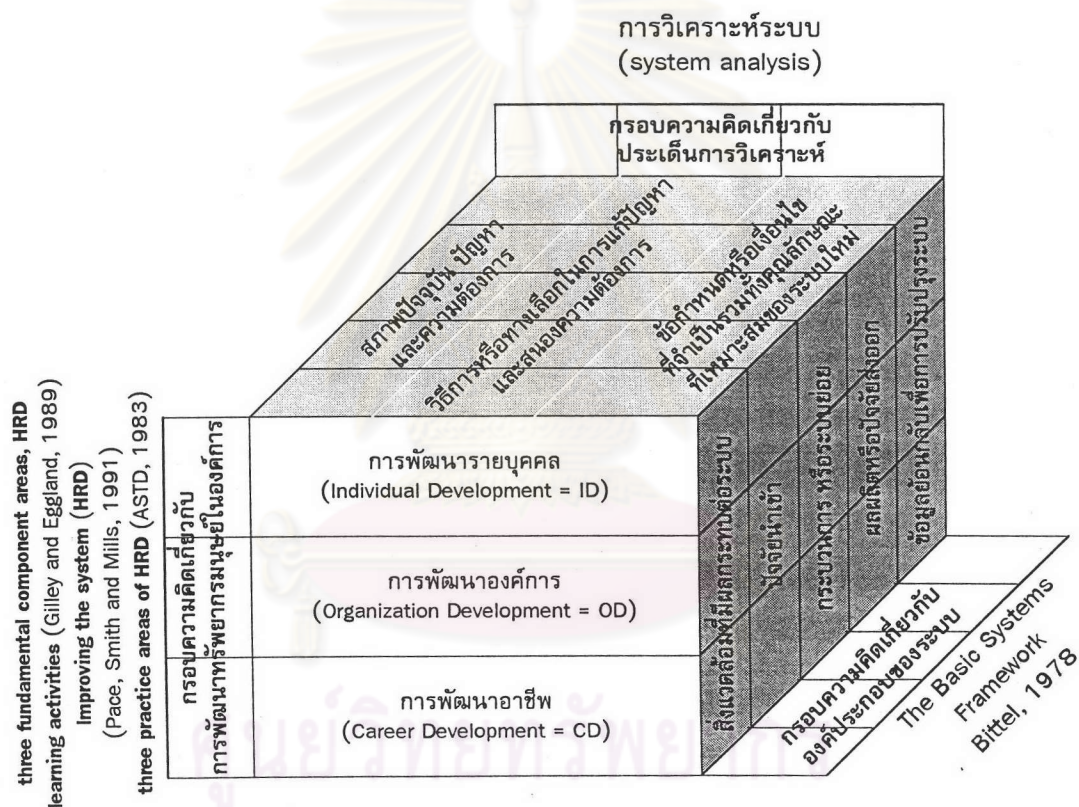 การวิเคราะห์ระบบ
(system analysis)
กรอบความคิดเกี่ยวกับ
ประเด็นการวิเคราะห์
สภาพปัจจุบัน ปัญหา
และความต้องการ
วิธีการหรือทางเลือกในการแก้ปัญหา
และสนองความต้องการ
ข้อกำหนดหรือเงื่อนไข
ที่จำเป็นรวมทั้งคุณลักษณะ
ที่เหมาะสมของระบบใหม่
three fundamental component areas, HRD
learning activities (Gilley and Eggland, 1989)
Improving the system (HRD)
(Pace, Smith and Mills, 1991)
three practice areas of HRD (ASTD, 1983)
กรอบความคิดเกี่ยวกับ
การพัฒนาทรัพยากรมนุษย์ในองค์การ
การพัฒนารายบุคคล
(Individual Development = ID)
การพัฒนาองค์การ
(Organization Development = OD)
การพัฒนาอาชีพ
(Career Development = CD)
สิ่งแวดล้อมที่มีผลกระทบต่อระบบ
ปัจจัยนำเข้า
กระบวนการ หรือระบบย่อย
ผลผลิตหรือปัจจัยส่งออก
ข้อมูลย้อนกลับเพื่อการปรับปรุงระบบ
กรอบความคิดเกี่ยวกับ
องค์ประกอบของระบบ
The Basic Systems
Framework
Bittel, 1978
ศูนย์วิทยทรัพยากร